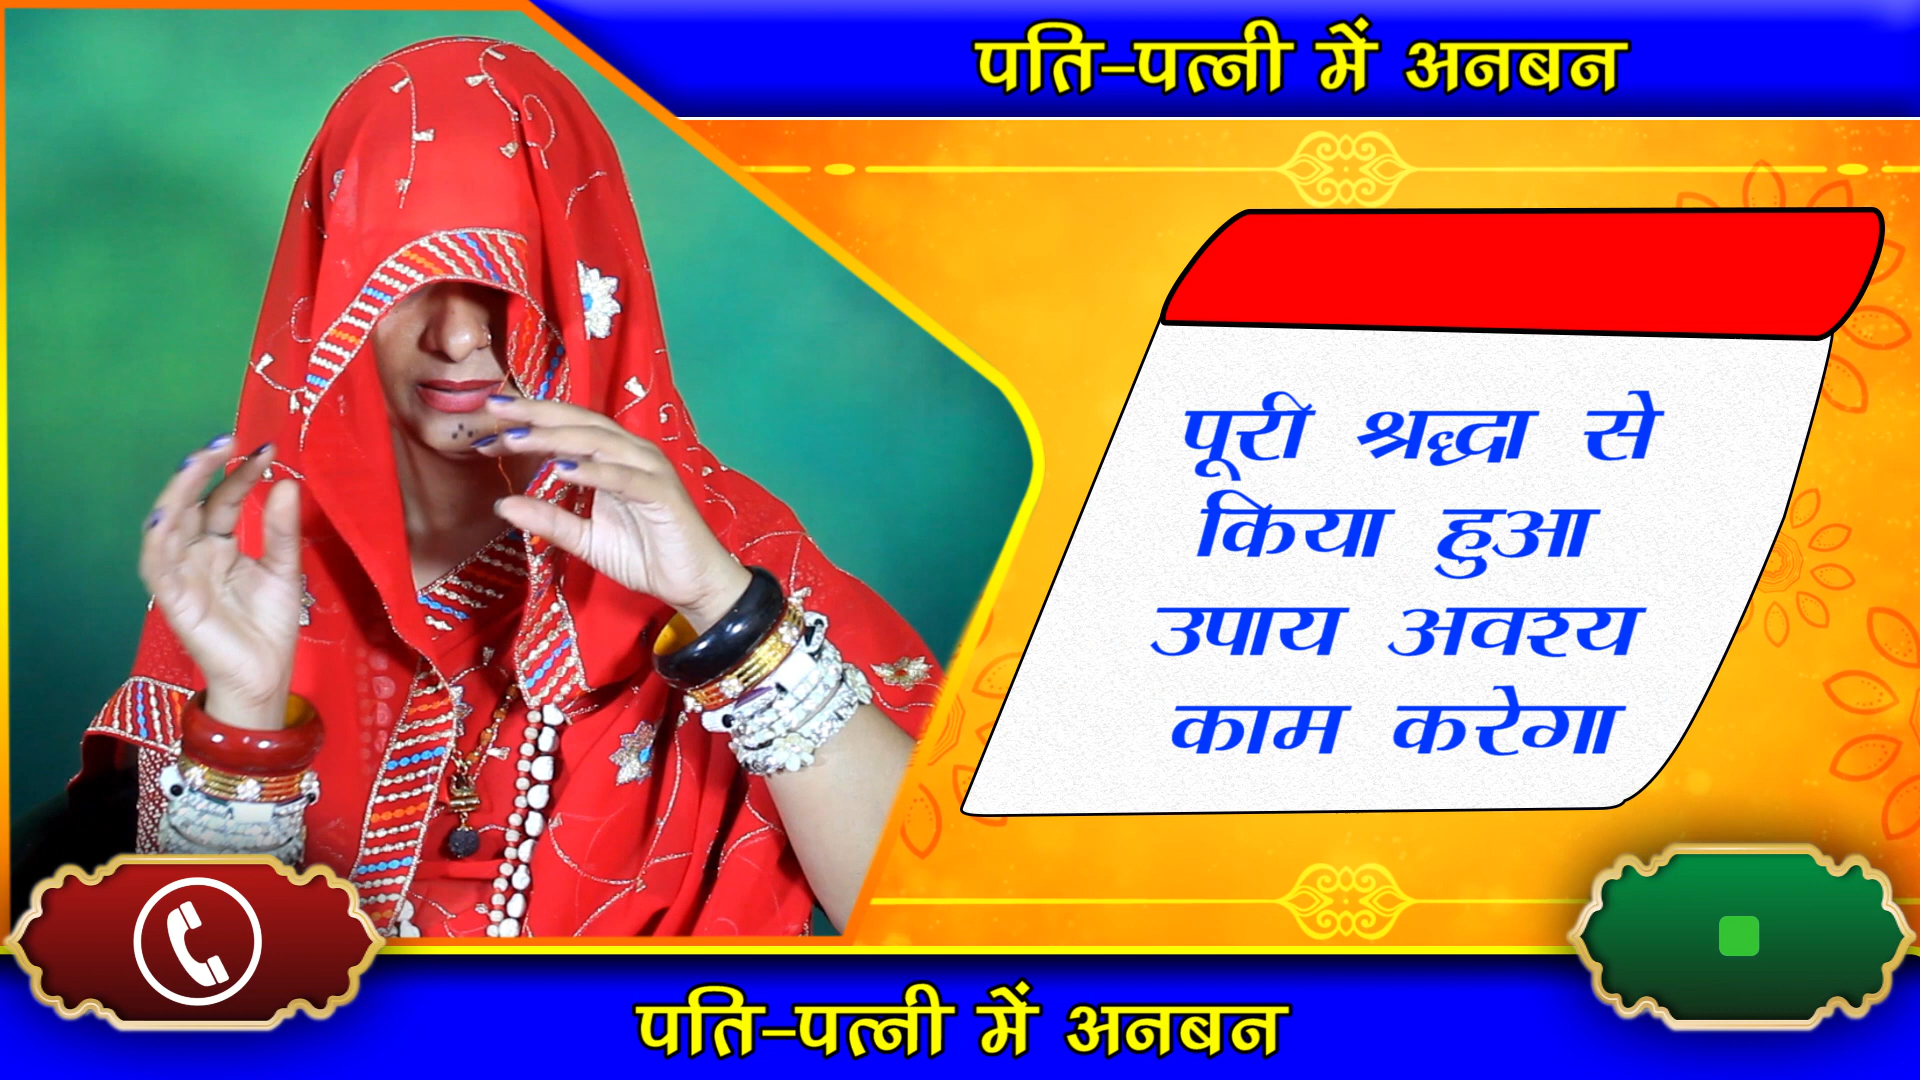 पति-पत्नी में अनबन
पूरी श्रद्धा से
किया हुआ
उपाय अवश्य
काम करेगा
पति-पत्नी में अनबन